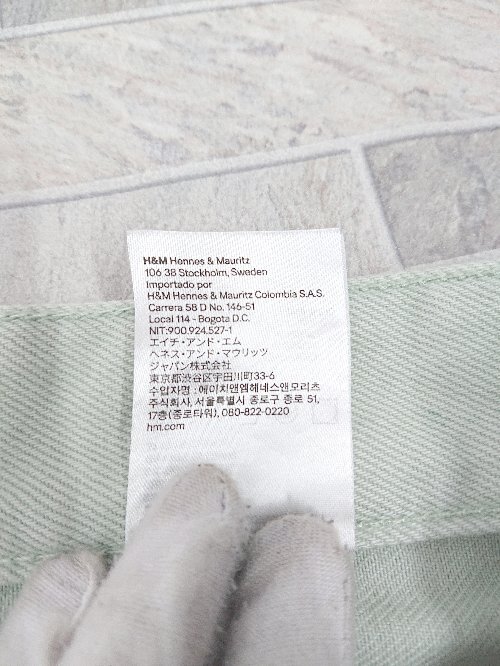 H&M Hennes & Mauritz
106 38 Stockholm, Sweden
Importado por
H&M Hennes & Mauritz Colombia S.A.S.
Carrera 58 D No. 146-51
Local 114 - Bogota D.C.
NIT:900.924.527-1
エイチ・アンド・エム
ヘネス・アンド・マウリッツ
ジャパン株式会社
東京都渋谷区宇田川町33-6
수입자명 : 에이치앤엠헤네스앤모리츠
주식회사, 서울특별시 종로구 종로 51,
17층(종로타워), 080-822-0220
hm.com